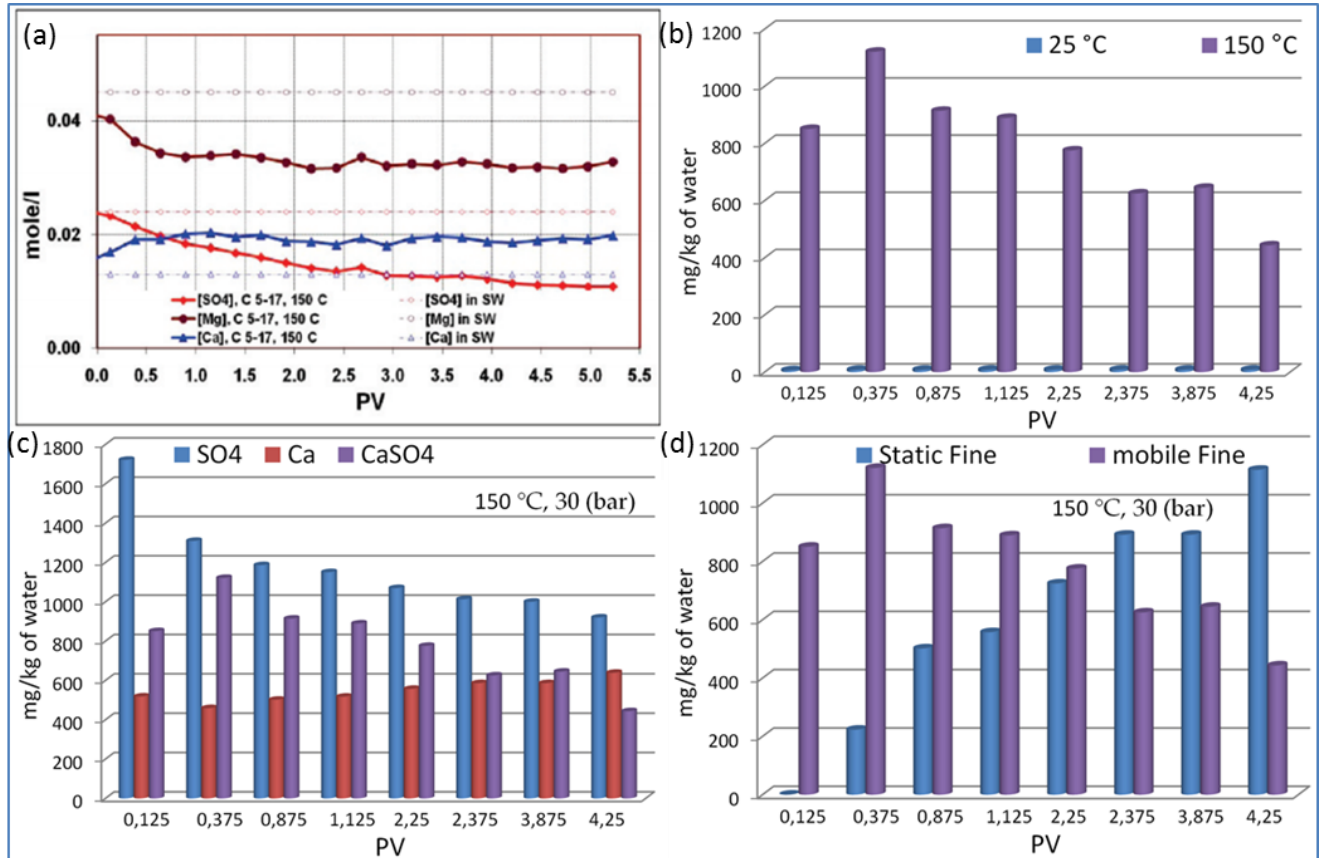 (a)
mole/l
0.04
0.02
0.00
[SO4], C 5-17, 150 C
[Mg], C 5-17, 150 C
[Ca], C 5-17, 150 C
[SO4] in SW
[Mg] in SW
[Ca] in SW
0.0 0.5 1.0 1.5 2.0 2.5 3.0 3.5 4.0 4.5 5.0 5.5
PV
(b)
25 °C 150 °C
mg/kg of water
1200
1000
800
600
400
200
0
0,125 0,375 0,875 1,125 2,25 2,375 3,875 4,25
PV
(c)
SO4 Ca CaSO4
150 °C, 30 (bar)
mg/kg of water
1800
1600
1400
1200
1000
800
600
400
200
0
0,125 0,375 0,875 1,125 2,25 2,375 3,875 4,25
PV
(d)
Static Fine mobile Fine
150 °C, 30 (bar)
mg/kg of water
1200
1000
800
600
400
200
0
0,125 0,375 0,875 1,125 2,25 2,375 3,875 4,25
PV